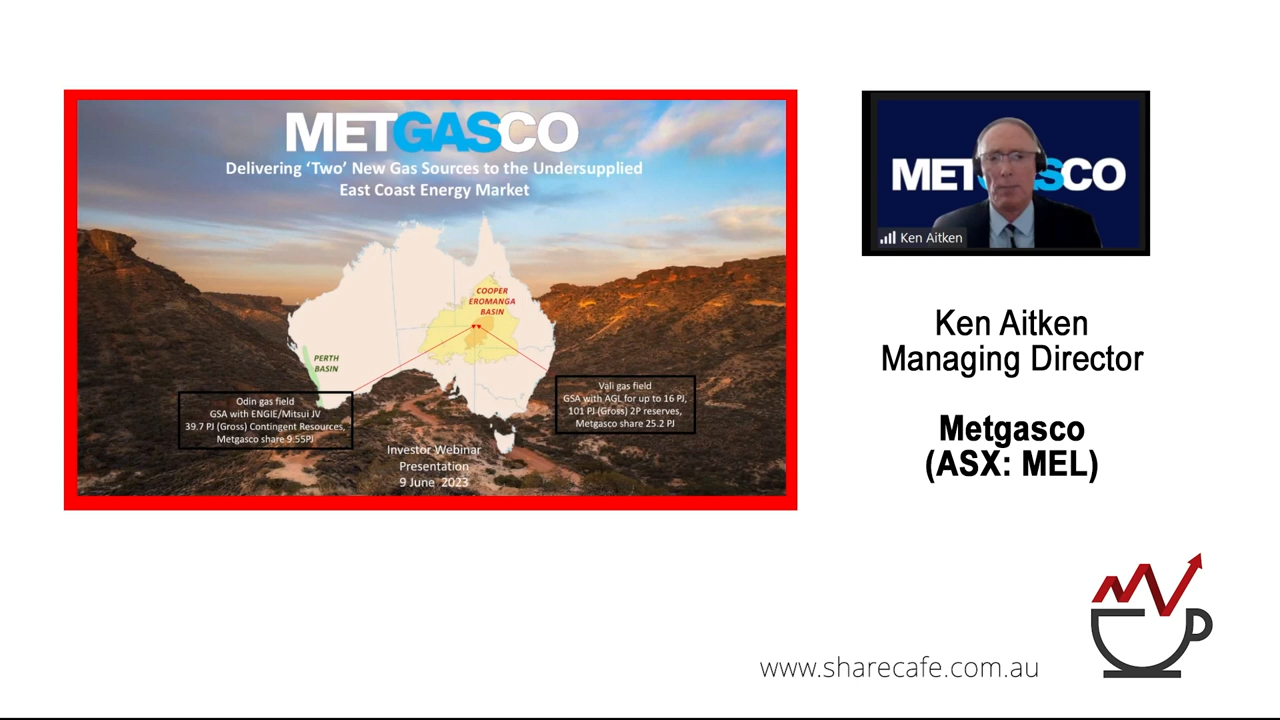 METGASCO
Delivering ‘Two’ New Gas Sources to the Undersupplied
East Coast Energy Market
COOPER
EROMANGA
BASIN
PERTH
BASIN
Odin gas field
GSA with ENGIE/Mitsui JV
39.7 PJ (Gross) Contingent Resources,
Metgasco share 9.55PJ
Vali gas field
GSA with AGL for up to 16 PJ,
101 PJ (Gross) 2P reserves,
Metgasco share 25.2 PJ
Investor Webinar
Presentation
9 June 2023
METGASCO
Ken Aitken
Ken Aitken
Managing Director
Metgasco
(ASX: MEL)
www.sharecafe.com.au